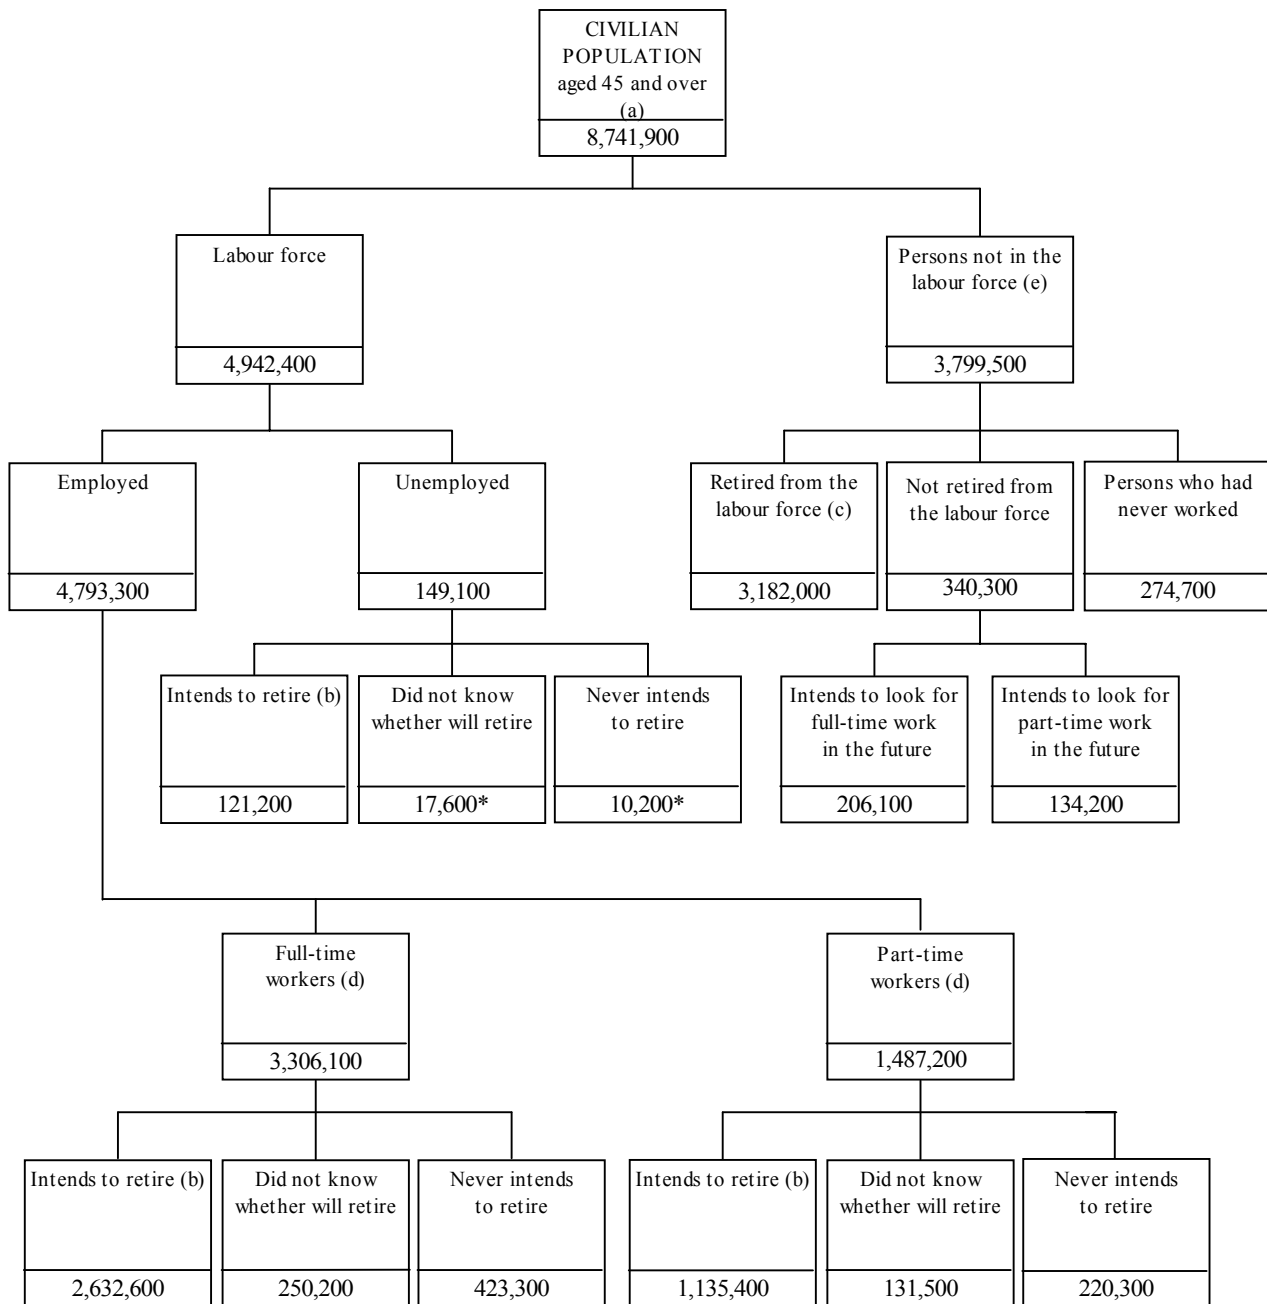 CIVILIAN
POPULATION
aged 45 and over
(a)
8,741,900
Labour force
4,942,400
Persons not in the
labour force (e)
3,799,500
Employed
4,793,300
Unemployed
149,100
Retired from the
labour force (c)
3,182,000
Not retired from
the labour force
340,300
Persons who had
never worked
274,700
Intends to retire (b)
121,200
Did not know
whether will retire
17,600*
Never intends
to retire
10,200*
Intends to look for
full-time work
in the future
206,100
Intends to look for
part-time work
in the future
134,200
Full-time
workers (d)
3,306,100
Part-time
workers (d)
1,487,200
Intends to retire (b)
2,632,600
Did not know
whether will retire
250,200
Never intends
to retire
423,300
Intends to retire (b)
1,135,400
Did not know
whether will retire
131,500
Never intends
to retire
220,300